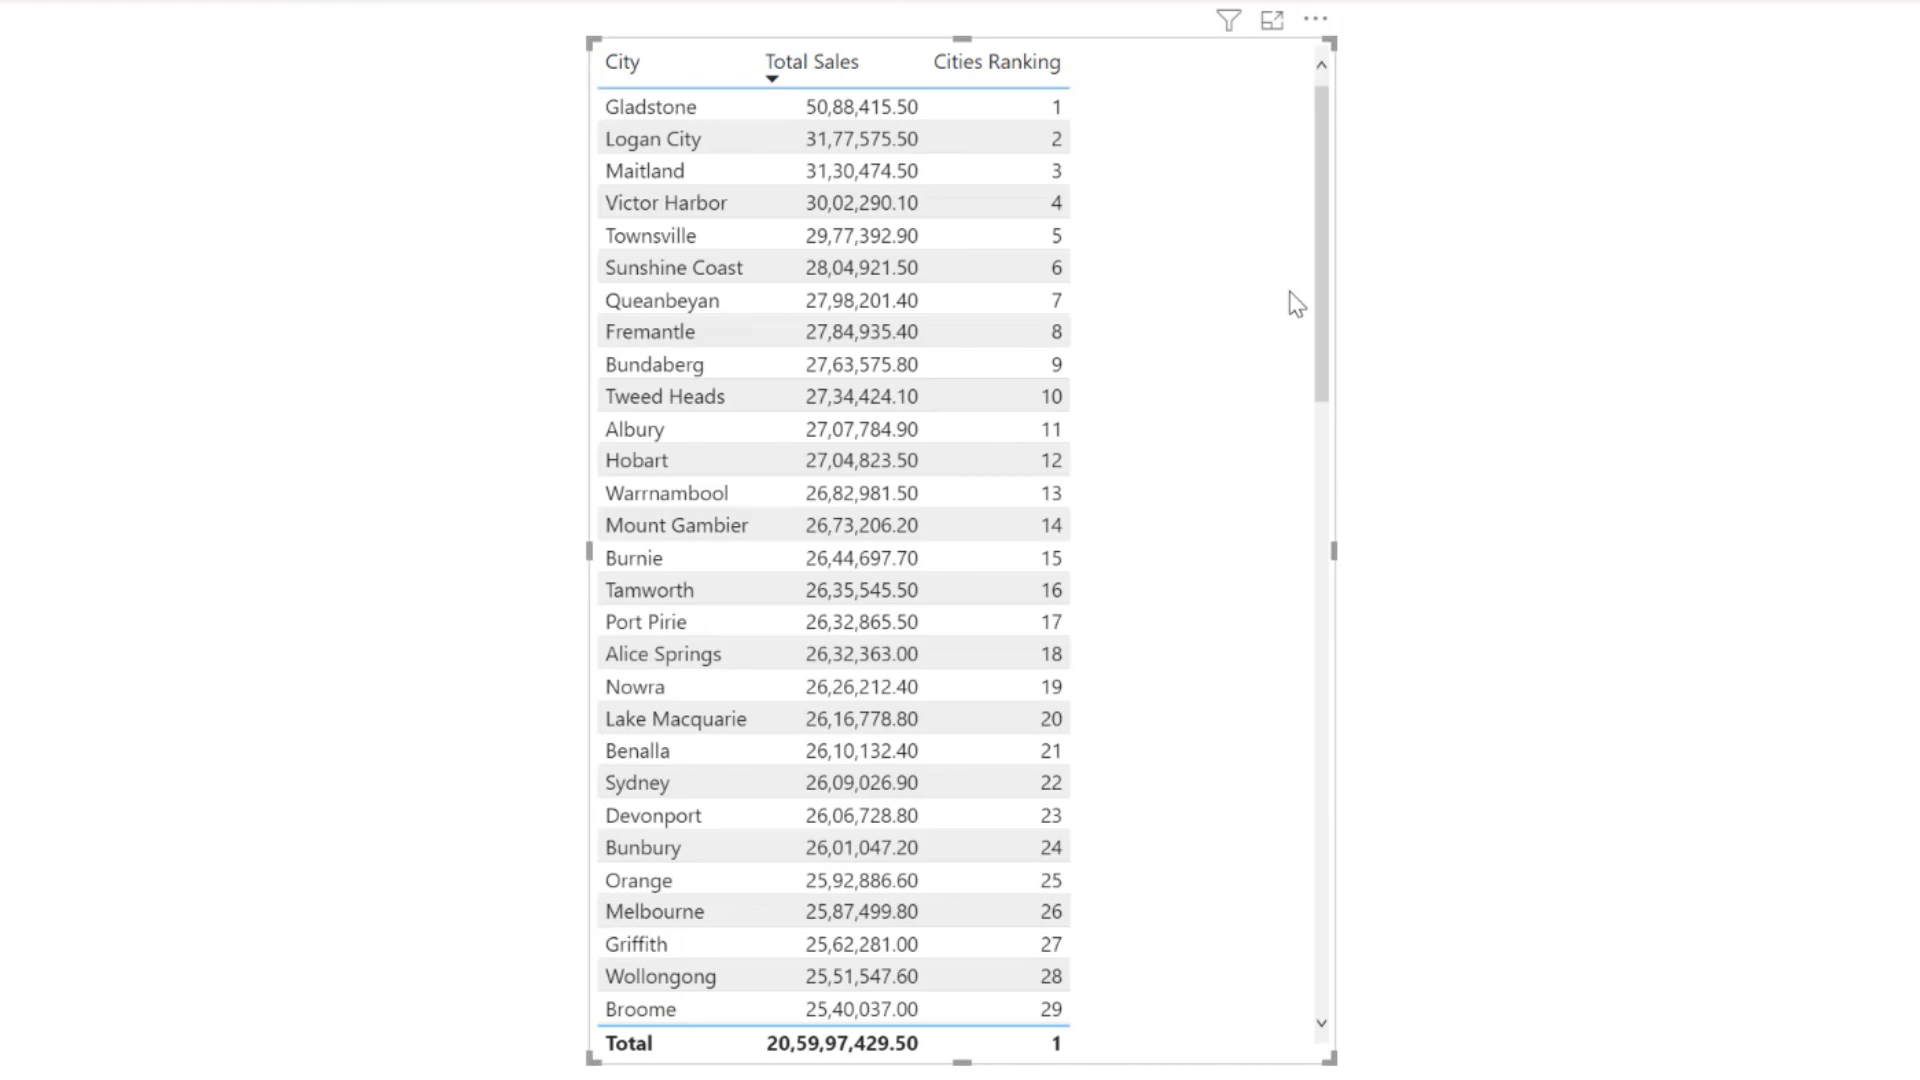 City Total Sales Cities Ranking
Gladstone 50,88,415.50 1
Logan City 31,77,575.50 2
Maitland 31,30,474.50 3
Victor Harbor 30,02,290.10 4
Townsville 29,77,392.90 5
Sunshine Coast 28,04,921.50 6
Queanbeyan 27,98,201.40 7
Fremantle 27,84,935.40 8
Bundaberg 27,63,575.80 9
Tweed Heads 27,34,424.10 10
Albury 27,07,784.90 11
Hobart 27,04,823.50 12
Warrnambool 26,82,981.50 13
Mount Gambier 26,73,206.20 14
Burnie 26,44,697.70 15
Tamworth 26,35,545.50 16
Port Pirie 26,32,865.50 17
Alice Springs 26,32,363.00 18
Nowra 26,26,212.40 19
Lake Macquarie 26,16,778.80 20
Benalla 26,10,132.40 21
Sydney 26,09,026.90 22
Devonport 26,06,728.80 23
Bunbury 26,01,047.20 24
Orange 25,92,886.60 25
Melbourne 25,87,499.80 26
Griffith 25,62,281.00 27
Wollongong 25,51,547.60 28
Broome 25,40,037.00 29
Total 20,59,97,429.50 1